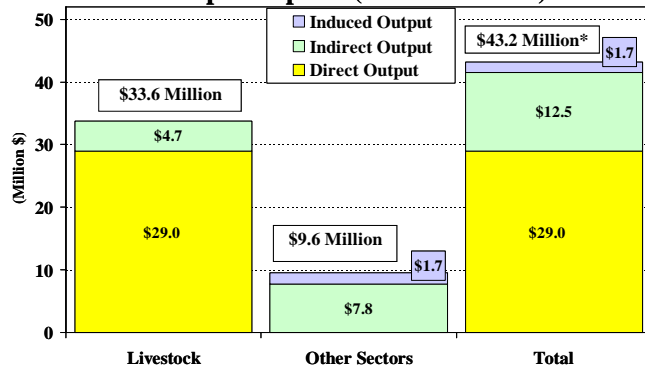 50
40
30
20
10
0
(Million $)
Induced Output
Indirect Output
Direct Output
$33.6 Million
$4.7
$29.0
$9.6 Million
$1.7
$7.8
$43.2 Million*
$1.7
$12.5
$29.0
Livestock
Other Sectors
Total